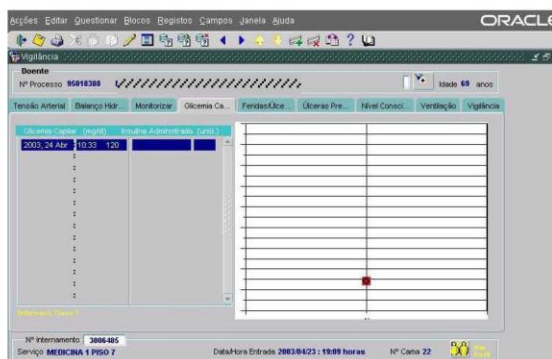 Acções Editar Questionar Blocos Registos Campos Janela Ajuda
ORACLE
Vigilância
Doente
Nº Processo 95018388 Idade 69 anos
Tensão Arterial Balanço Hidr... Monitorizar Glicemia Ca... Feridas/Úlce... Úlceras Pre... Nível Consci... Ventilação Vigilância
Glicemia Capilar (mg/dl) Insulina Administrada (unid.)
2003, 24 Abr : 10:33 120
Nº Internamento 3006485
Serviço MEDICINA 1 PISO 7 Data/Hora Entrada 2003/04/23 : 19:09 horas Nº Cama 22